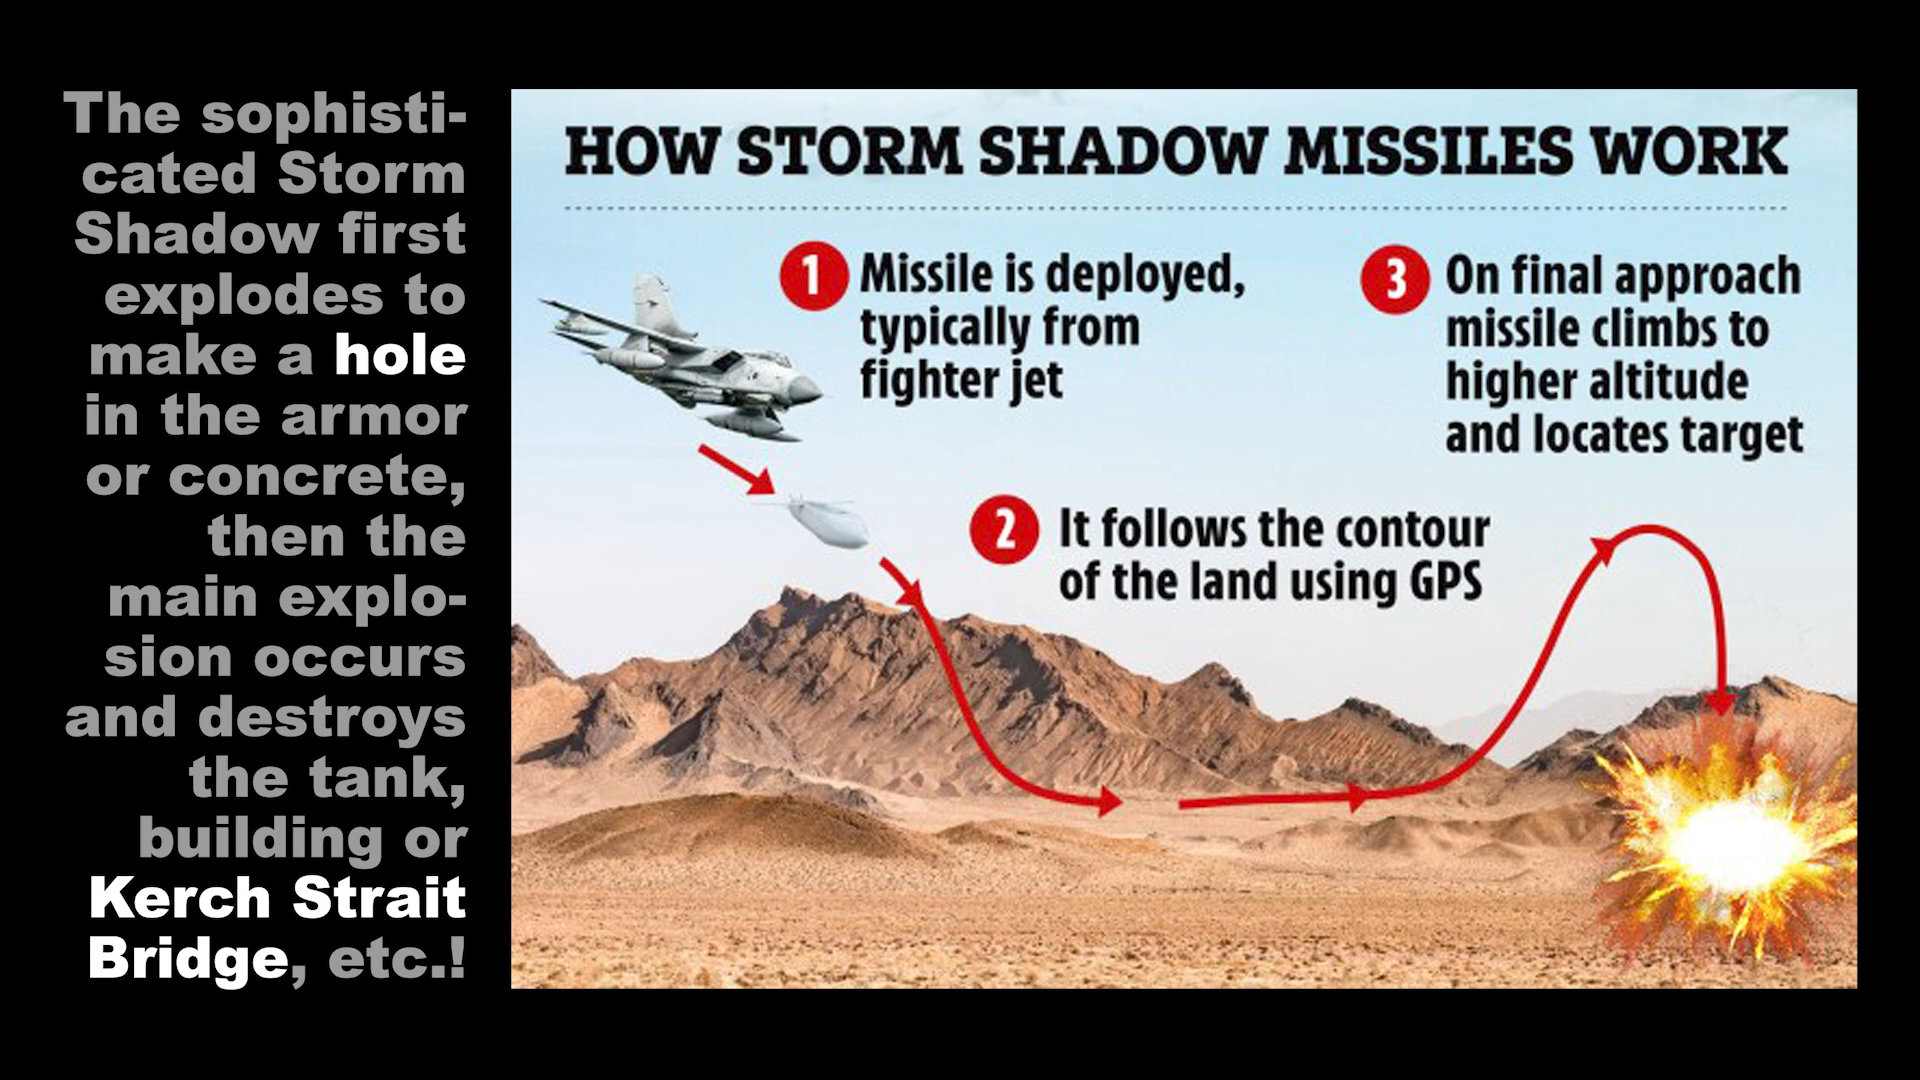 The sophisti-
cated Storm
Shadow first
explodes to
make a hole
in the armor
or concrete,
then the
main explo-
sion occurs
and destroys
the tank,
building or
Kerch Strait
Bridge, etc.!
HOW STORM SHADOW MISSILES WORK
1 Missile is deployed,
typically from
fighter jet
2 It follows the contour
of the land using GPS
3 On final approach
missile climbs to
higher altitude
and locates target